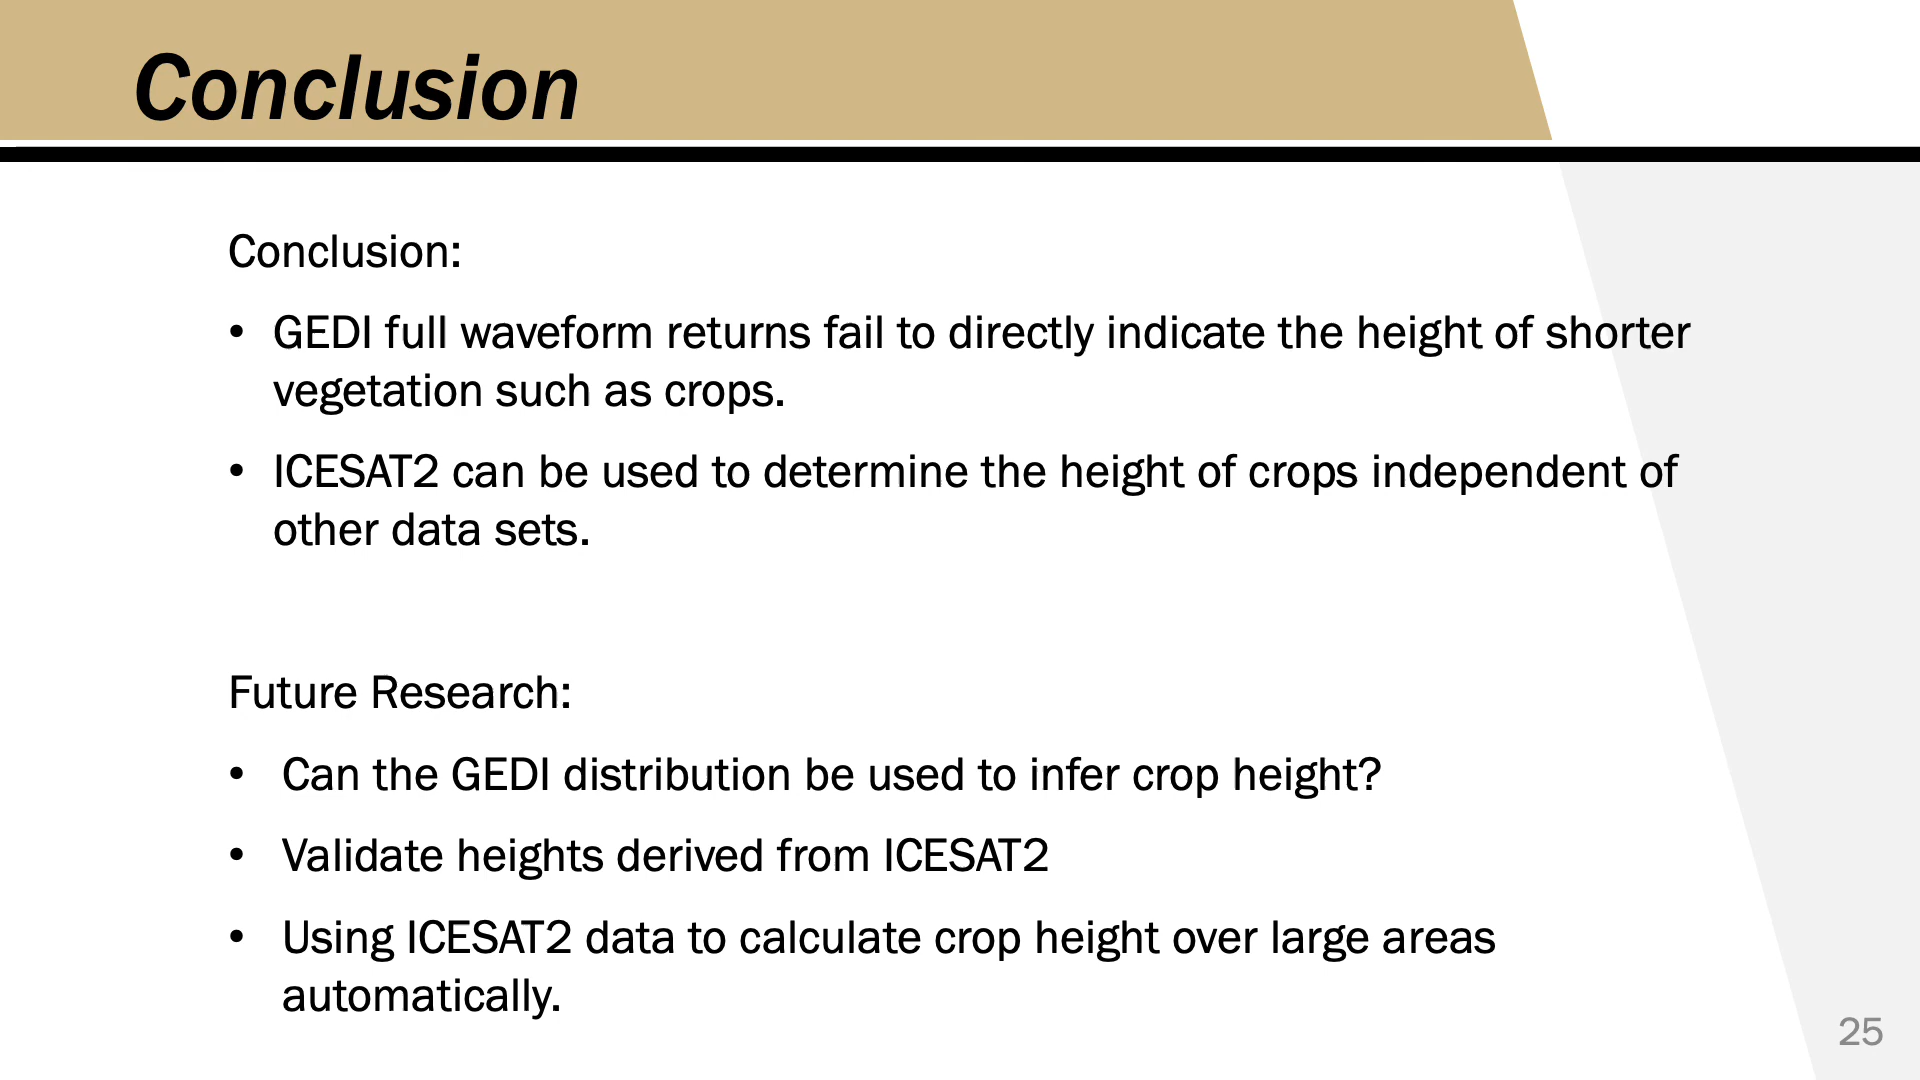 Conclusion
Conclusion:
• GEDI full waveform returns fail to directly indicate the height of shorter
vegetation such as crops.
• ICESAT2 can be used to determine the height of crops independent of
other data sets.
Future Research:
• Can the GEDI distribution be used to infer crop height?
• Validate heights derived from ICESAT2
• Using ICESAT2 data to calculate crop height over large areas
automatically.
25